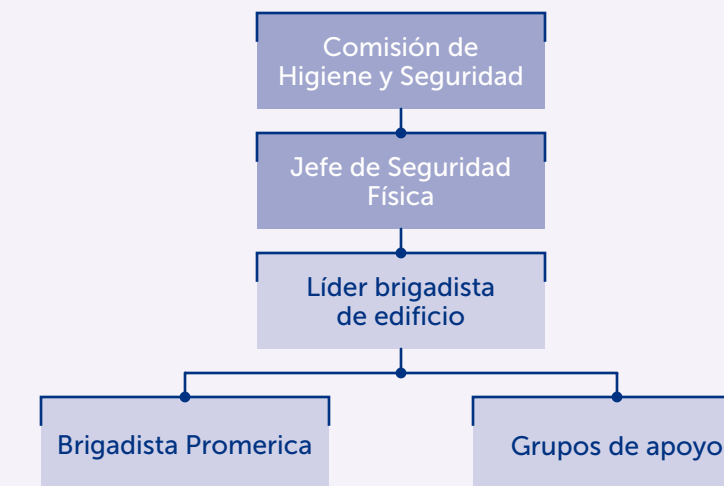 Comisión de
Higiene y Seguridad
Jefe de Seguridad
Física
Líder brigadista
de edificio
Brigadista Promerica
Grupos de apoyo